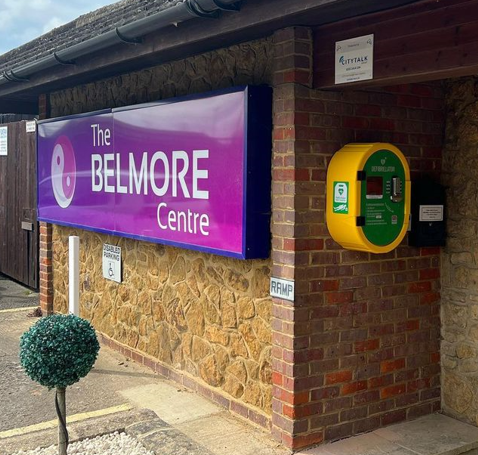 CITYTALK
The
BELMORE
Centre
DEFIBRILLATOR
DISABLED
PARKING
RAMP